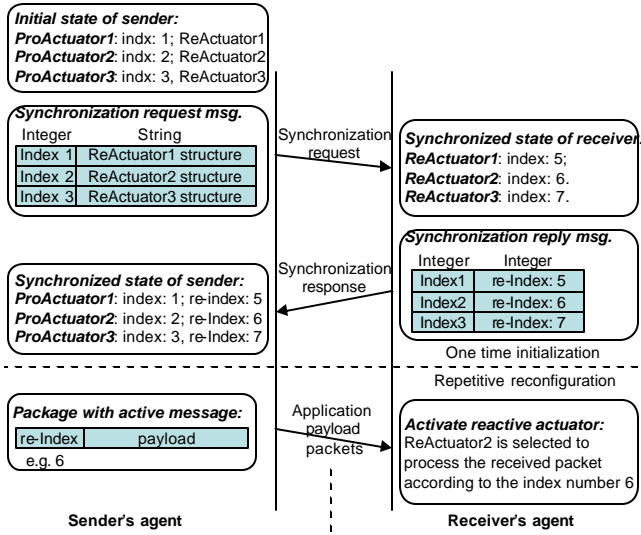 Initial state of sender:
ProActuator1: indx: 1; ReActuator1
ProActuator2: indx: 2; ReActuator2
ProActuator3: indx: 3, ReActuator3
Synchronization request msg.
Integer String
Index 1 ReActuator1 structure
Index 2 ReActuator2 structure
Index 3 ReActuator3 structure
Synchronization
request
Synchronized state of receiver.
ReActuator1: index: 5;
ReActuator2: index: 6.
ReActuator3: index: 7.
Synchronization reply msg.
Integer Integer
Index1 re-Index: 5
Index2 re-Index: 6
Index3 re-Index: 7
Synchronization
response
Synchronized state of sender:
ProActuator1: index: 1; re-index: 5
ProActuator2: index: 2; re-Index: 6
ProActuator3: index: 3, re-Index: 7
One time initialization
Repetitive reconfiguration
Package with active message:
re-Index payload
e.g. 6
Application
payload
packets
Activate reactive actuator:
ReActuator2 is selected to
process the received packet
according to the index number 6
Sender's agent
Receiver's agent